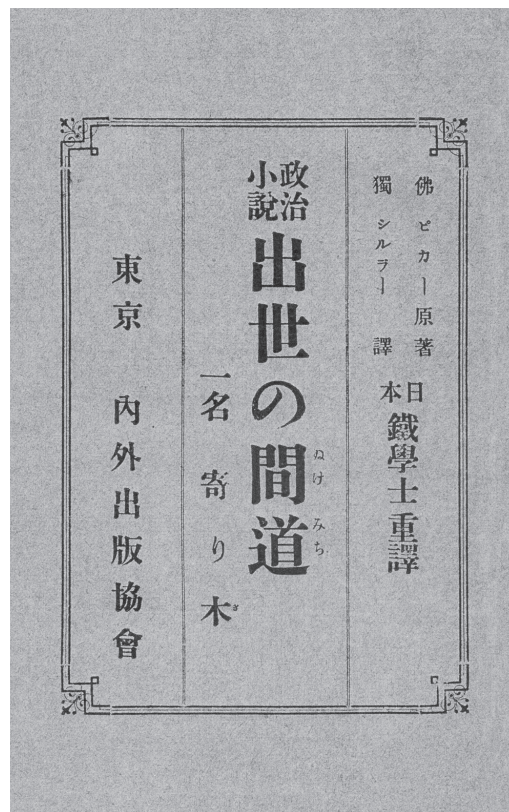 佛 ピカー原著
獨 シルラー 譯
日本 鐵學士重譯
政治小說 出世の間道
ぬけ みち
一名 寄り木
ぎ
東京 內外出版協會